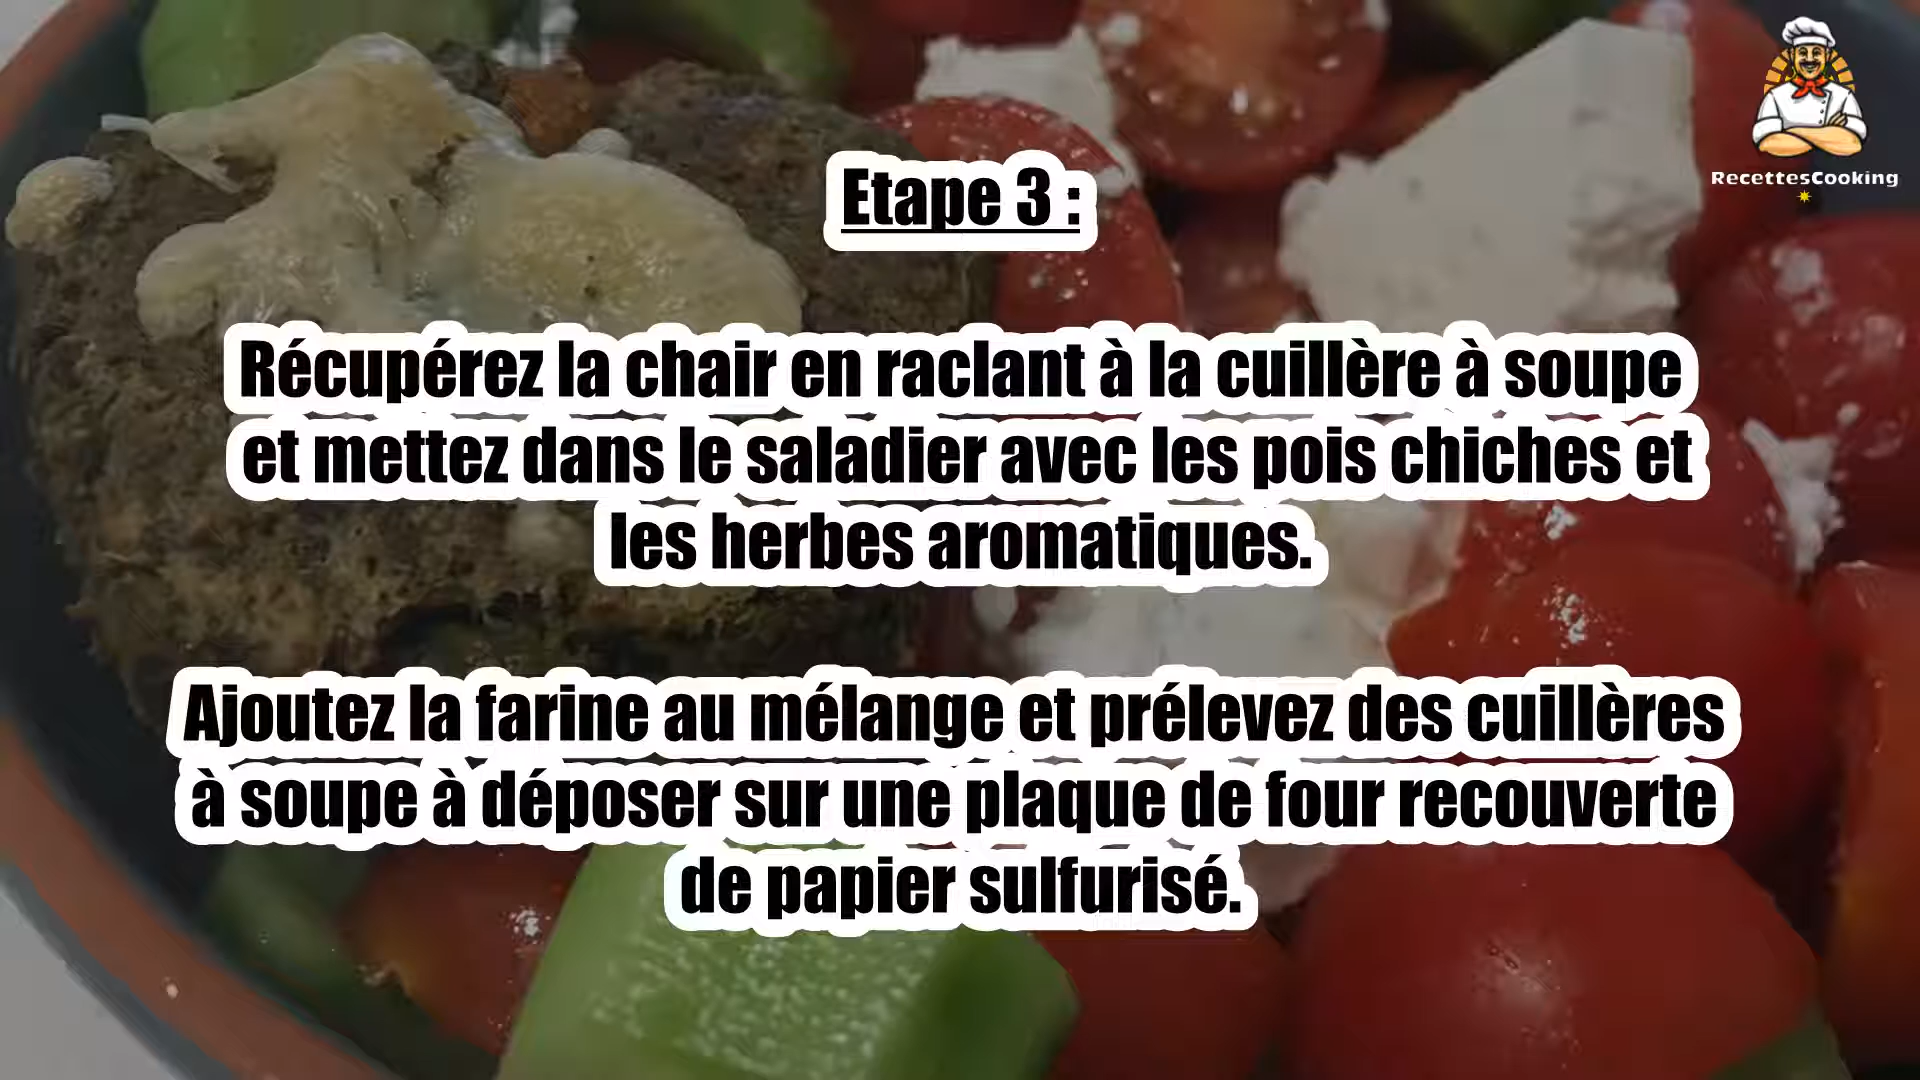 RecettesCooking
Etape 3 :
Récupérez la chair en raclant à la cuillère à soupe
et mettez dans le saladier avec les pois chiches et
les herbes aromatiques.
Ajoutez la farine au mélange et prélevez des cuillères
à soupe à déposer sur une plaque de four recouverte
de papier sulfurisé.